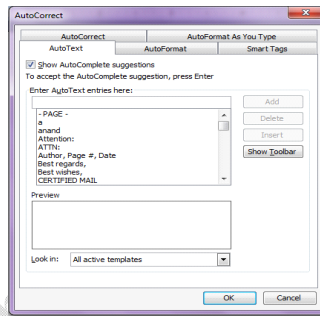 AutoCorrect
AutoCorrect AutoFormat As You Type
AutoText AutoFormat Smart Tags
Show AutoComplete suggestions
To accept the AutoComplete suggestion, press Enter
Enter AutoText entries here:
Add
- PAGE -
a
anand
Attention:
ATTN:
Author, Page #, Date
Best regards,
Best wishes,
CERTIFIED MAIL
Delete
Insert
Show Toolbar
Preview
Look in: All active templates
OK Cancel